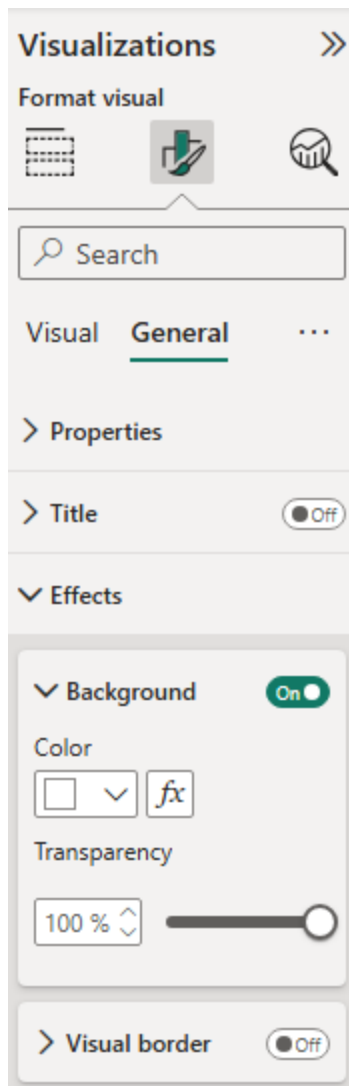 Visualizations
Format visual
Search
Visual General ...
Properties
Title Off
Effects
Background On
Color
fx
Transparency
100 %
Visual border Off